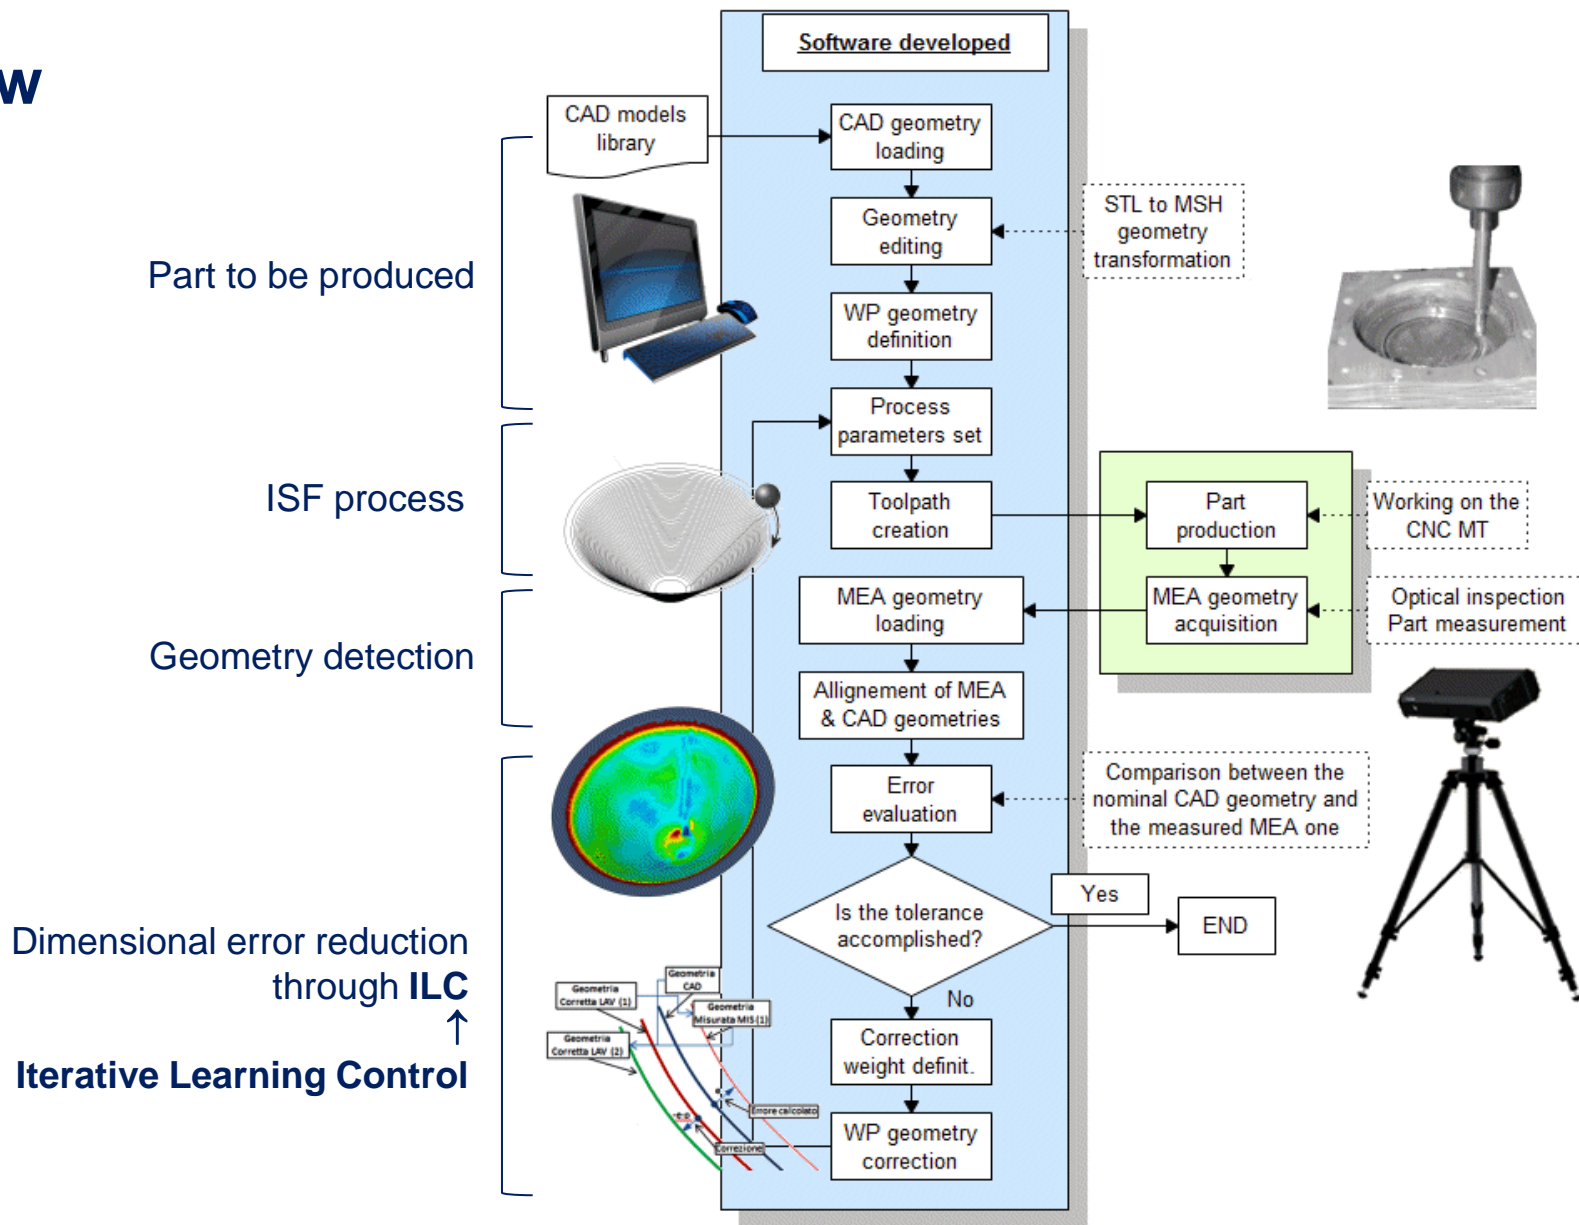 w
Software developed
CAD models
library
CAD geometry
loading
Geometry
editing
STL to MSH
geometry
transformation
Part to be produced
WP geometry
definition
Process
parameters set
ISF process
Toolpath
creation
Part
production
Working on the
CNC MT
MEA geometry
loading
MEA geometry
acquisition
Optical inspection
Part measurement
Geometry detection
Allignement of MEA
& CAD geometries
Error
evaluation
Comparison between the
nominal CAD geometry and
the measured MEA one
Is the tolerance
accomplished?
Yes
END
No
Dimensional error reduction
through ILC
↑
Iterative Learning Control
Geometria
CAD
Geometria
Corretta LAV (1)
Geometria
Misurata MIS (1)
Geometria
Corretta LAV (2)
Errore calcolato
Correzione
Correction
weight definit.
WP geometry
correction